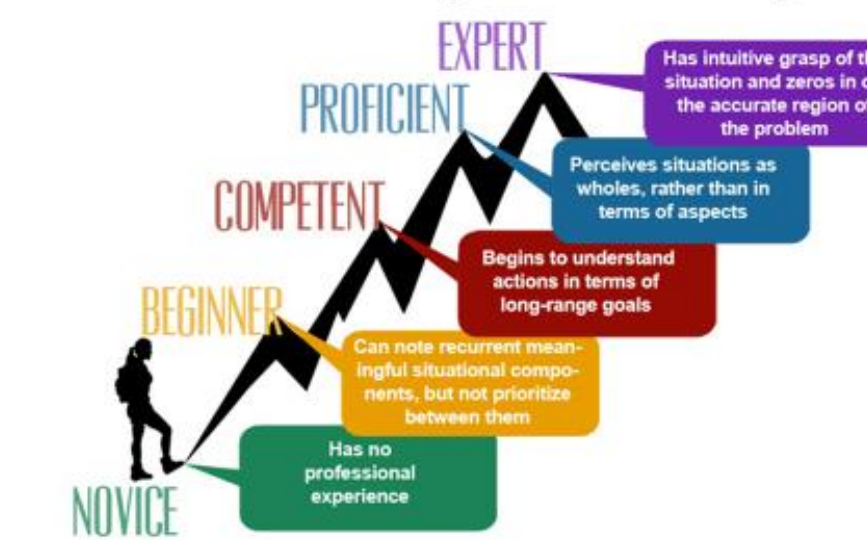 EXPERT
Has intuitive grasp of
situation and zeros in
the accurate region
the problem
PROFICIENT
Perceives situations as
wholes, rather than in
terms of aspects
COMPETENT
Begins to understand
actions in terms of
long-range goals
BEGINNER
Can note recurrent mean-
ingful situational compo-
nents, but not prioritize
between them
NOVICE
Has no
professional
experience